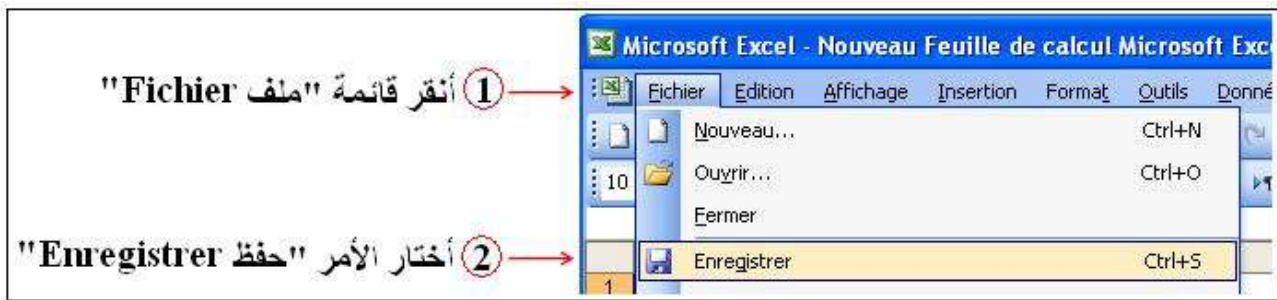 Microsoft Excel - Nouveau Feuille de calcul Microsoft Exc
① أنقر قائمة "ملف Fichier"
Fichier Edition Affichage Insertion Format Outils Donné
Nouveau... Ctrl+N
10
Ouvrir... Ctrl+O
Fermer
② أختار الأمر "حفظ Enregistrer"
Enregistrer Ctrl+S
1